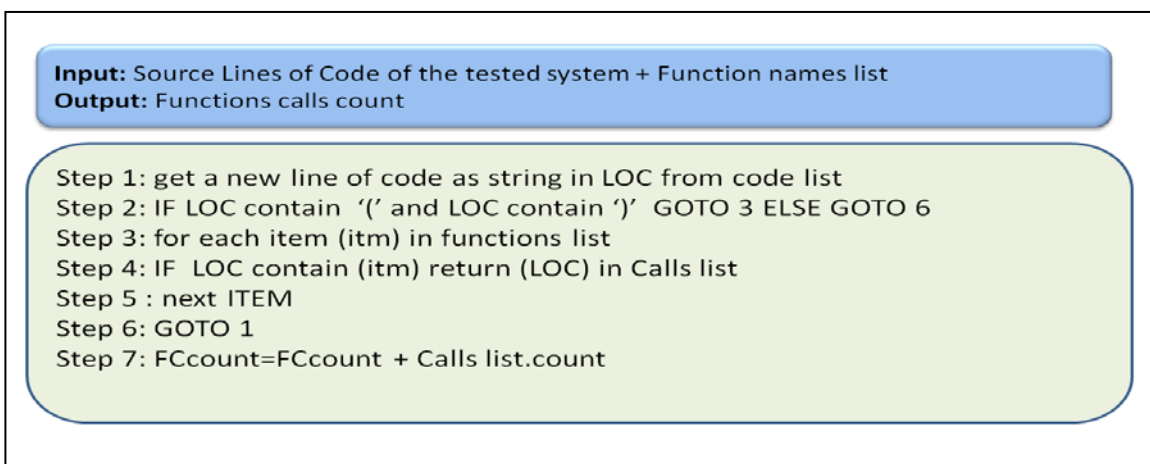 Input: Source Lines of Code of the tested system + Function names list
Output: Functions calls count
Step 1: get a new line of code as string in LOC from code list
Step 2: IF LOC contain ‘(’ and LOC contain ‘)’ GOTO 3 ELSE GOTO 6
Step 3: for each item (itm) in functions list
Step 4: IF LOC contain (itm) return (LOC) in Calls list
Step 5 : next ITEM
Step 6: GOTO 1
Step 7: FCcount=FCcount + Calls list.count